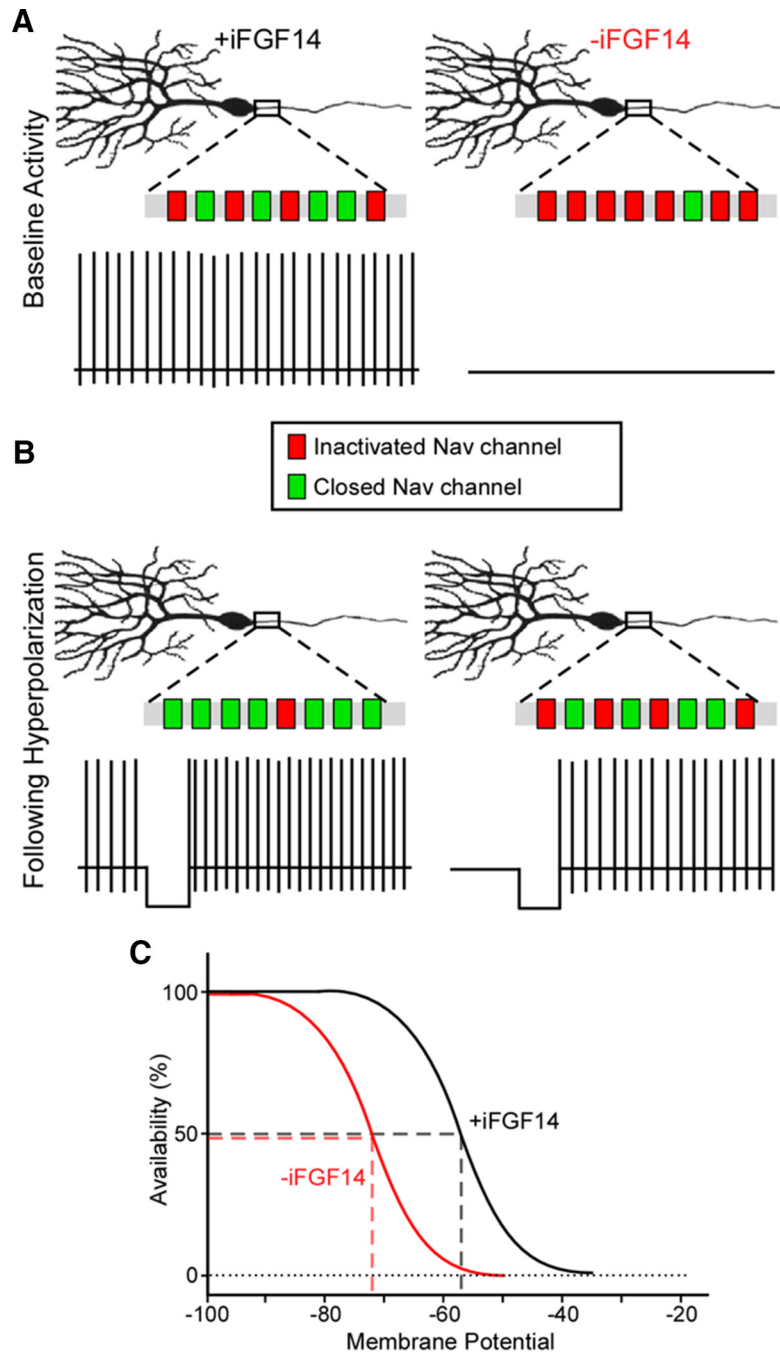 A
+iFGF14
-iFGF14
Baseline Activity
B
Inactivated Nav channel
Closed Nav channel
Following Hyperpolarization
C
100
50
0
Availability (%)
+iFGF14
-iFGF14
-100
-80
-60
-40
-20
Membrane Potential